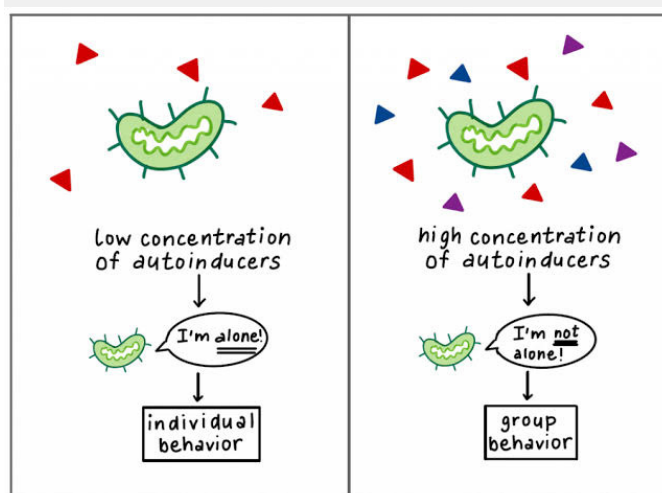 low concentration
of autoinducers
I'm alone!
individual
behavior
high concentration
of autoinducers
I'm not
alone!
group
behavior